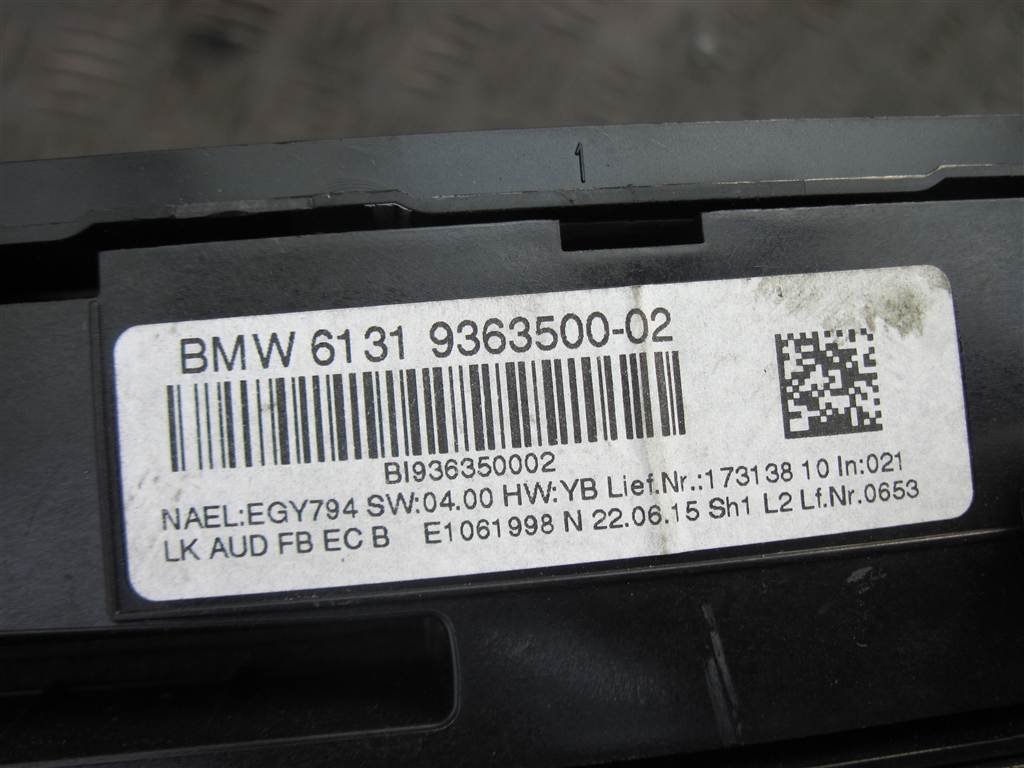 1
BMW 6131 9363500-02
BI936350002
NAEL:EGY794 SW:04.00 HW:YB Lief.Nr.:173138 10 In:021
LK AUD FB EC B E1061998 N 22.06.15 Sh1 L2 Lf.Nr.0653